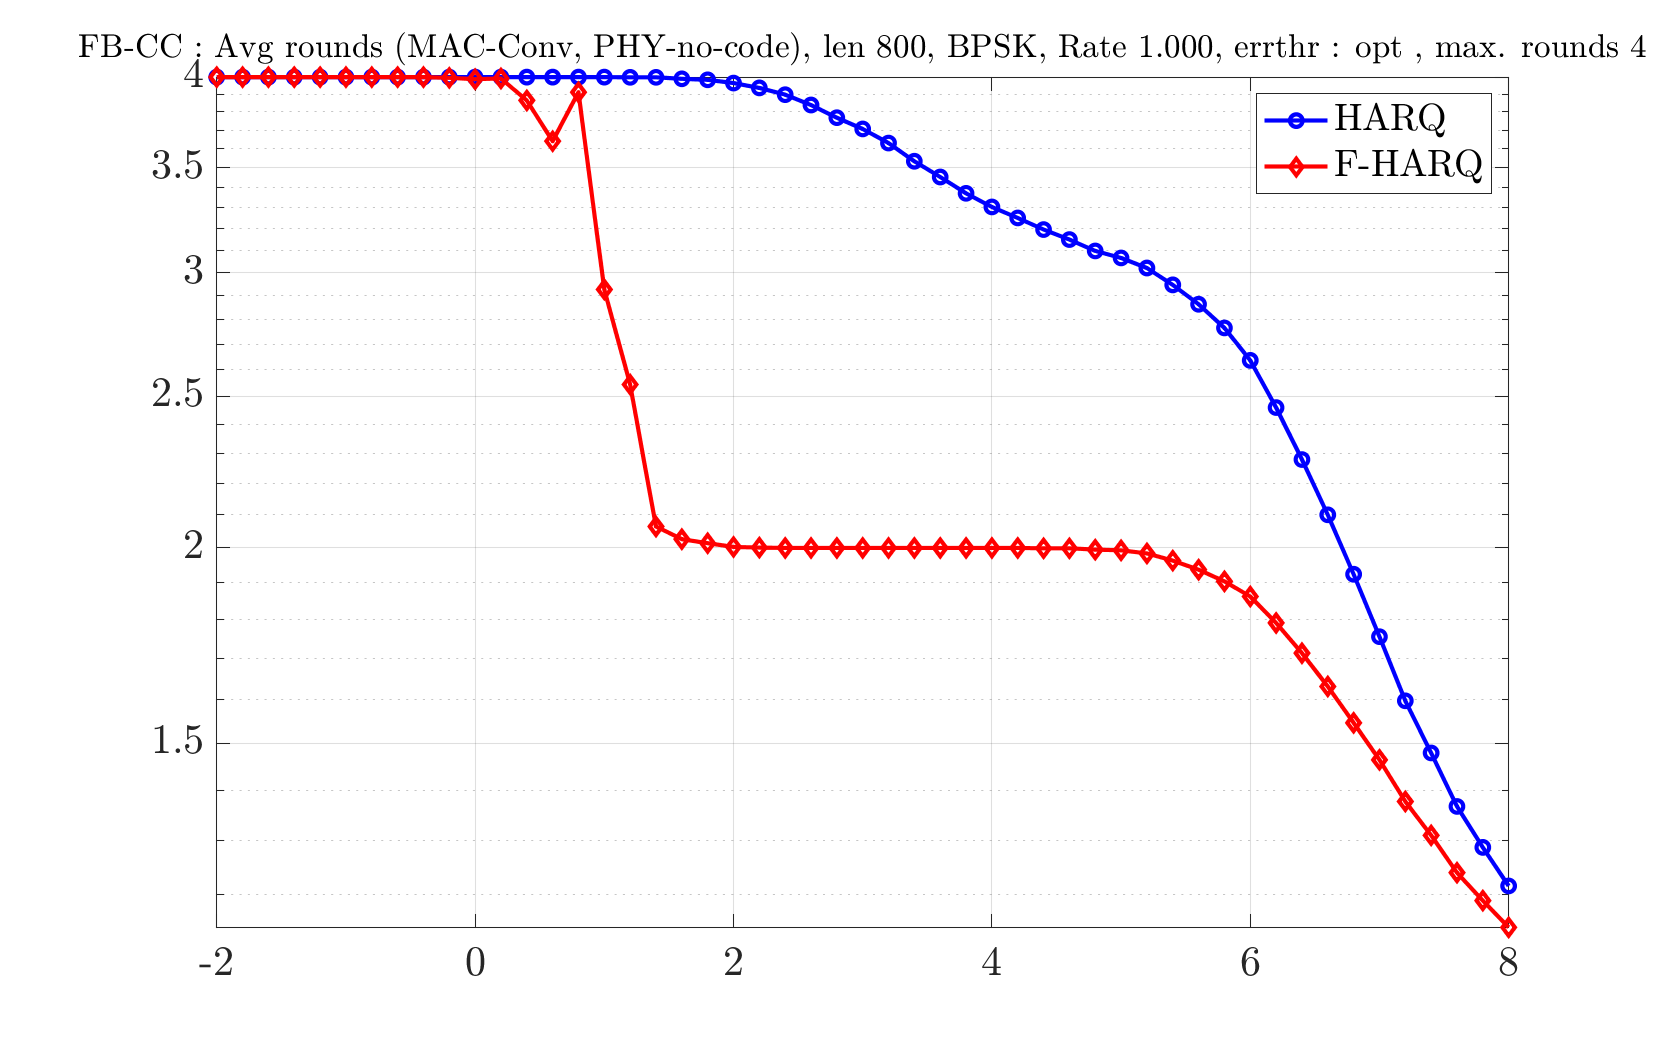 FB-CC : Avg rounds (MAC-Conv, PHY-no-code), len 800, BPSK, Rate 1.000, errthr : opt , max. rounds 4
4
3.5
3
2.5
2
1.5
HARQ
F-HARQ
-2 0 2 4 6 8